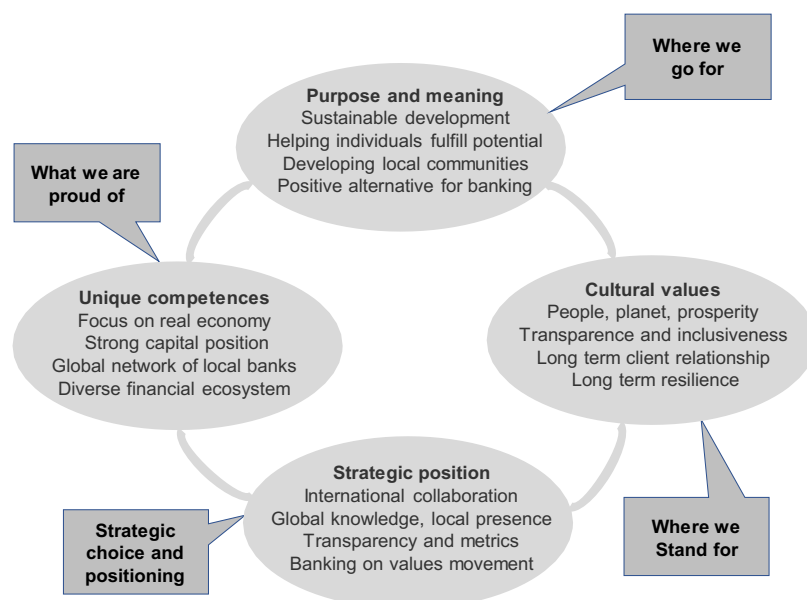 Where we
go for
Purpose and meaning
Sustainable development
Helping individuals fulfill potential
Developing local communities
Positive alternative for banking
What we are
proud of
Unique competences
Focus on real economy
Strong capital position
Global network of local banks
Diverse financial ecosystem
Cultural values
People, planet, prosperity
Transparence and inclusiveness
Long term client relationship
Long term resilience
Strategic position
International collaboration
Global knowledge, local presence
Transparency and metrics
Banking on values movement
Strategic
choice and
positioning
Where we
Stand for